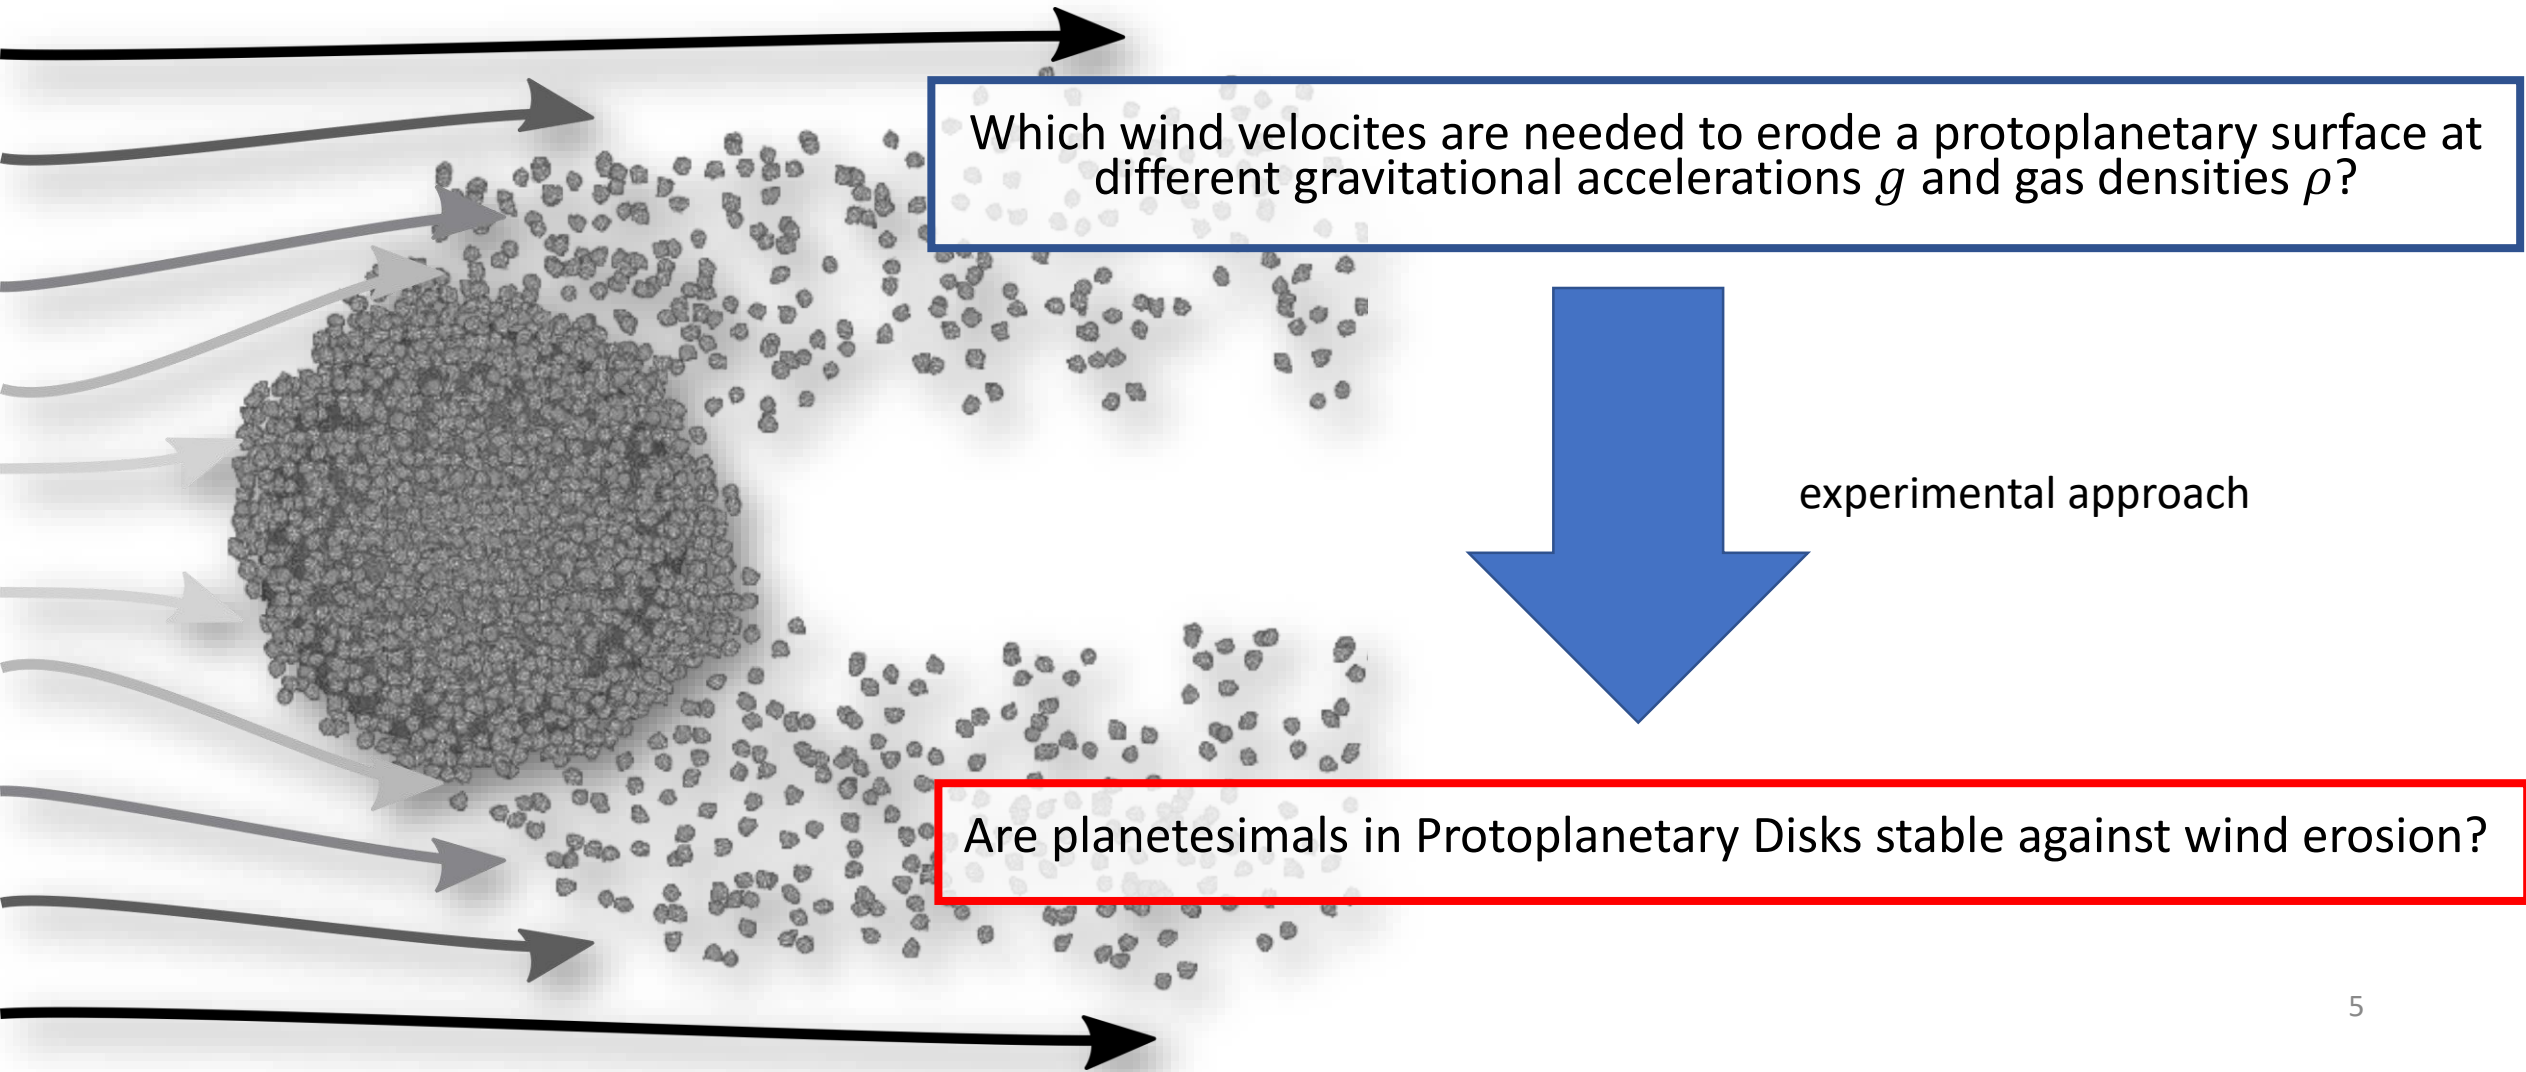 Which wind velocites are needed to erode a protoplanetary surface at
different gravitational accelerations 𝑔 and gas densities 𝜌?
experimental approach
Are planetesimals in Protoplanetary Disks stable against wind erosion?
5